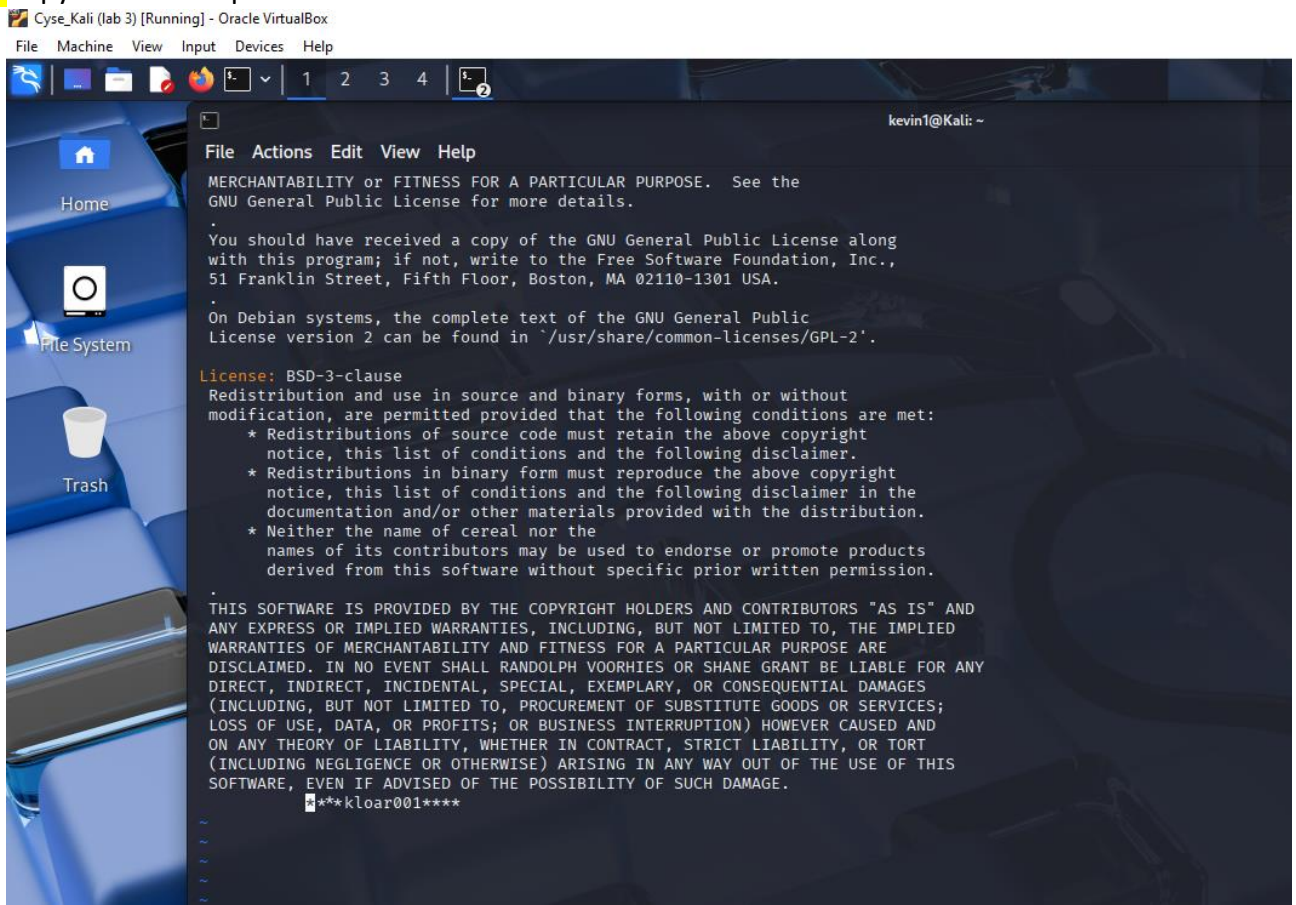 Cyse_Kali (lab 3) [Running] - Oracle VirtualBox
File Machine View Input Devices Help
1 2 3 4
2
kevin1@Kali: ~
File Actions Edit View Help
Home
File System
Trash
MERCHANTABILITY or FITNESS FOR A PARTICULAR PURPOSE.  See the
GNU General Public License for more details.
.
You should have received a copy of the GNU General Public License along
with this program; if not, write to the Free Software Foundation, Inc.,
51 Franklin Street, Fifth Floor, Boston, MA 02110-1301 USA.
.
On Debian systems, the complete text of the GNU General Public
License version 2 can be found in `/usr/share/common-licenses/GPL-2'.
License: BSD-3-clause
Redistribution and use in source and binary forms, with or without
modification, are permitted provided that the following conditions are met:
* Redistributions of source code must retain the above copyright
notice, this list of conditions and the following disclaimer.
* Redistributions in binary form must reproduce the above copyright
notice, this list of conditions and the following disclaimer in the
documentation and/or other materials provided with the distribution.
* Neither the name of cereal nor the
names of its contributors may be used to endorse or promote products
derived from this software without specific prior written permission.
.
THIS SOFTWARE IS PROVIDED BY THE COPYRIGHT HOLDERS AND CONTRIBUTORS "AS IS" AND
ANY EXPRESS OR IMPLIED WARRANTIES, INCLUDING, BUT NOT LIMITED TO, THE IMPLIED
WARRANTIES OF MERCHANTABILITY AND FITNESS FOR A PARTICULAR PURPOSE ARE
DISCLAIMED. IN NO EVENT SHALL RANDOLPH VOORHIES OR SHANE GRANT BE LIABLE FOR ANY
DIRECT, INDIRECT, INCIDENTAL, SPECIAL, EXEMPLARY, OR CONSEQUENTIAL DAMAGES
(INCLUDING, BUT NOT LIMITED TO, PROCUREMENT OF SUBSTITUTE GOODS OR SERVICES;
LOSS OF USE, DATA, OR PROFITS; OR BUSINESS INTERRUPTION) HOWEVER CAUSED AND
ON ANY THEORY OF LIABILITY, WHETHER IN CONTRACT, STRICT LIABILITY, OR TORT
(INCLUDING NEGLIGENCE OR OTHERWISE) ARISING IN ANY WAY OUT OF THE USE OF THIS
SOFTWARE, EVEN IF ADVISED OF THE POSSIBILITY OF SUCH DAMAGE.
****kloar001****
~
~
~
~
~